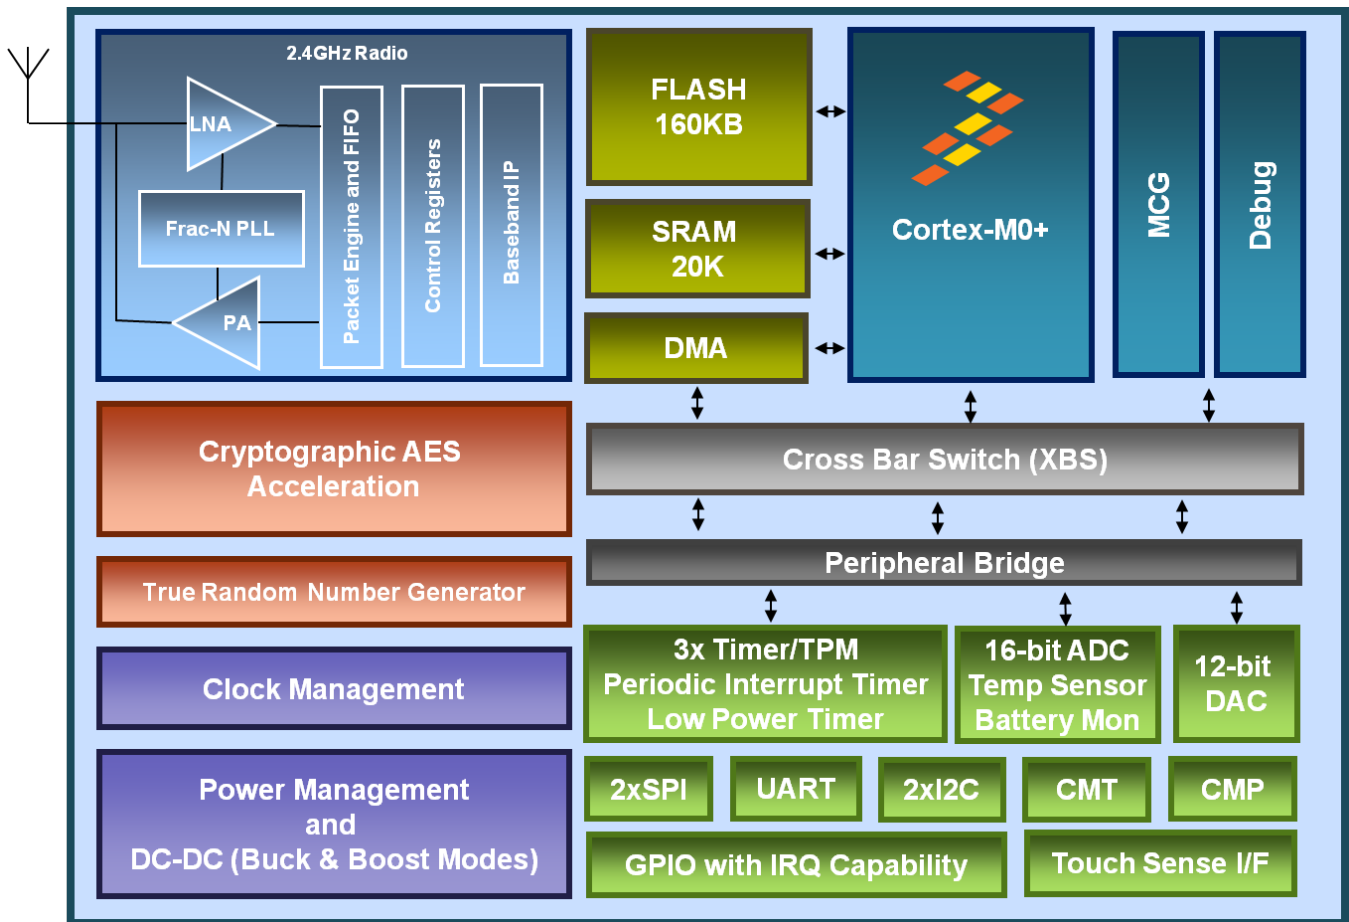 2.4GHz Radio
LNA
Frac-N PLL
PA
Packet Engine and FIFO
Control Registers
Baseband IP
FLASH
160KB
SRAM
20K
DMA
Cortex-M0+
MCG
Debug
Cryptographic AES
Acceleration
Cross Bar Switch (XBS)
True Random Number Generator
Peripheral Bridge
Clock Management
3x Timer/TPM
Periodic Interrupt Timer
Low Power Timer
16-bit ADC
Temp Sensor
Battery Mon
12-bit
DAC
Power Management
and
DC-DC (Buck & Boost Modes)
2xSPI
UART
2xI2C
CMT
CMP
GPIO with IRQ Capability
Touch Sense I/F